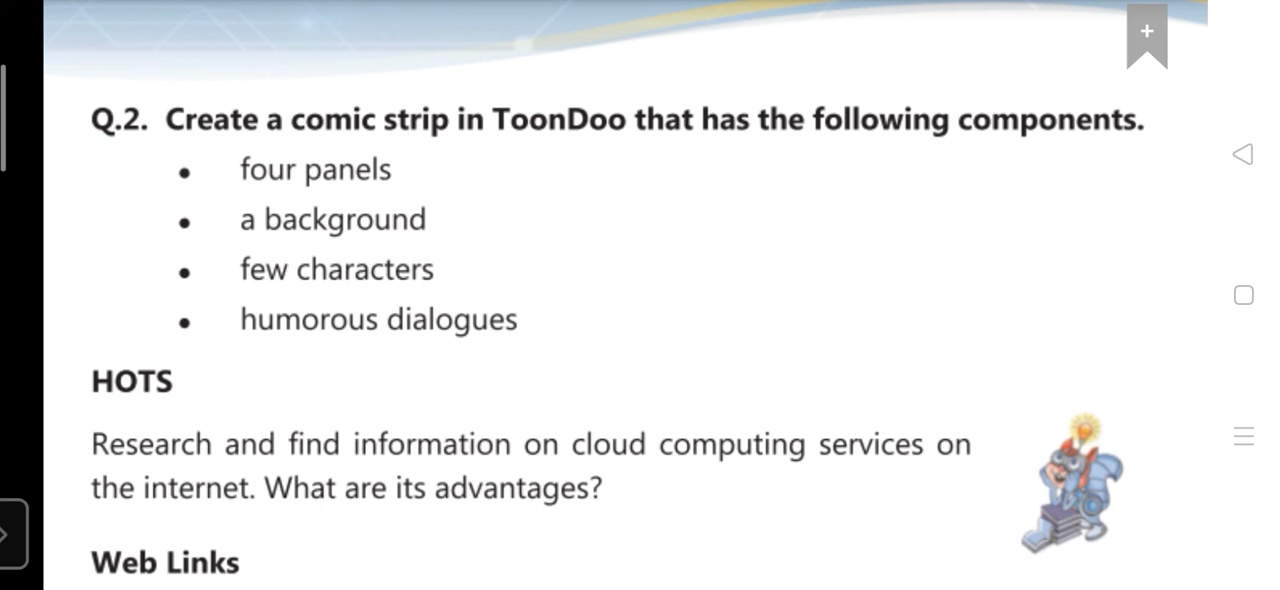 Q.2. Create a comic strip in ToonDoo that has the following components.
• four panels
• a background
• few characters
• humorous dialogues
HOTS
Research and find information on cloud computing services on
the internet. What are its advantages?
Web Links